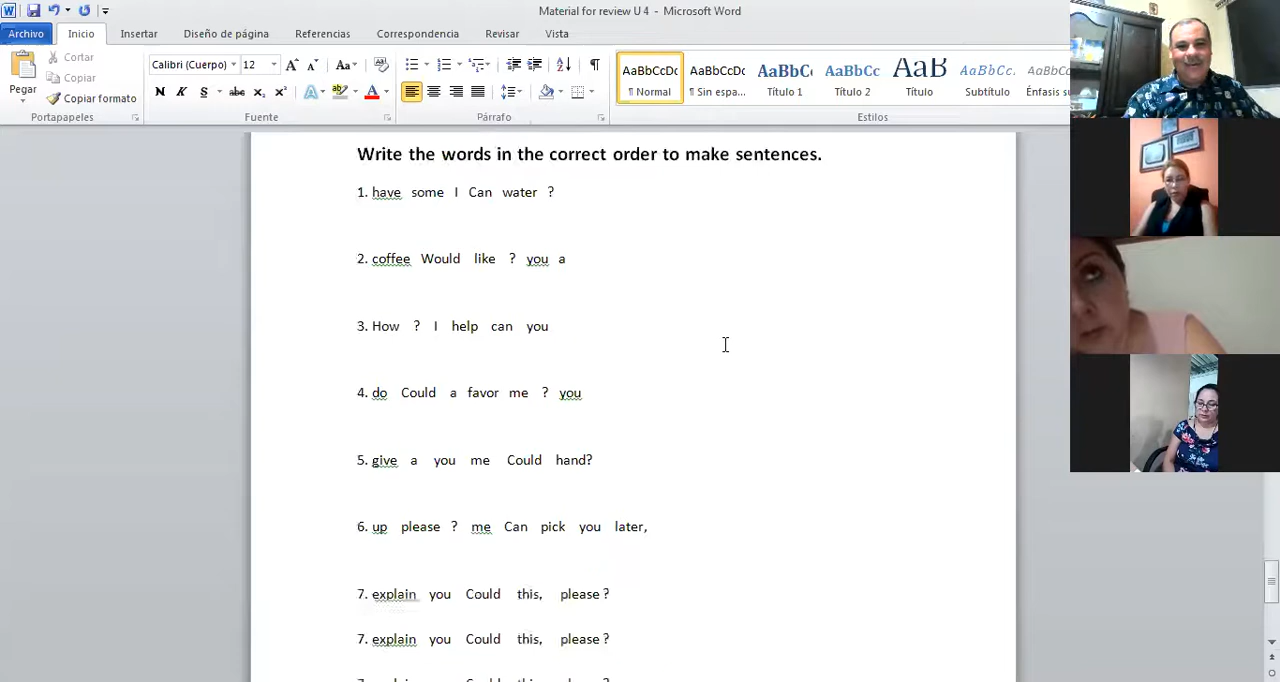 Material for review U 4 - Microsoft Word
Archivo Inicio Insertar Diseño de página Referencias Correspondencia Revisar Vista
Cortar
Copiar
Copiar formato
Pegar
Portapapeles
Calibri (Cuerpo) 12
Fuente
Párrafo
AaBbCcDc AaBbCcDc AaBbC AaBbCc AaB AaBbCc AaBbCc
¶ Normal ¶ Sin espa... Título 1 Título 2 Título Subtítulo Énfasis su
Estilos
Write the words in the correct order to make sentences.
1. have some I Can water ?
2. coffee Would like ? you a
3. How ? I help can you
4. do Could a favor me ? you
5. give a you me Could hand?
6. up please ? me Can pick you later,
7. explain you Could this, please ?
7. explain you Could this, please ?